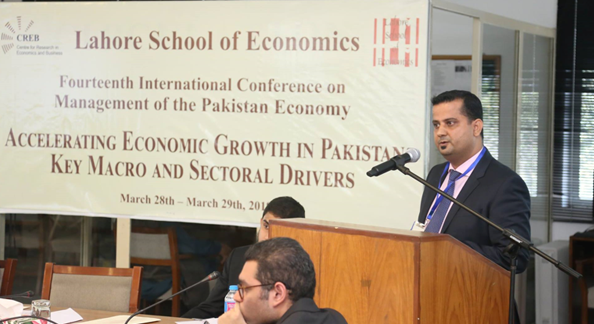 CREB
Centre for Research in
Economics and Business
Lahore School of Economics
Fourteenth International Conference on
Management of the Pakistan Economy
ACCELERATING ECONOMIC GROWTH IN PAKISTAN:
KEY MACRO AND SECTORAL DRIVERS
March 28th – March 29th, 201